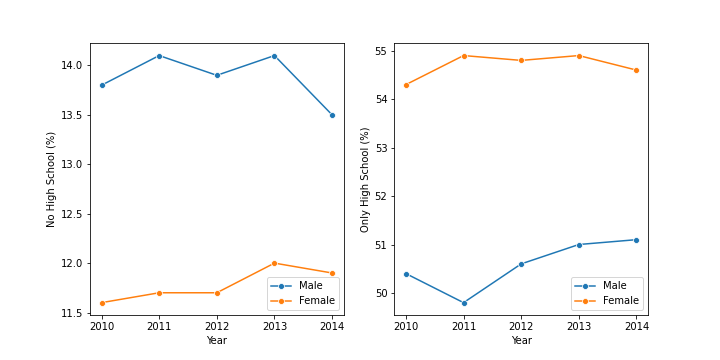 No High School (%)
14.0
13.5
13.0
12.5
12.0
11.5
2010 2011 2012 2013 2014
Year
Male
Female
Only High School (%)
55
54
53
52
51
50
2010 2011 2012 2013 2014
Year
Male
Female